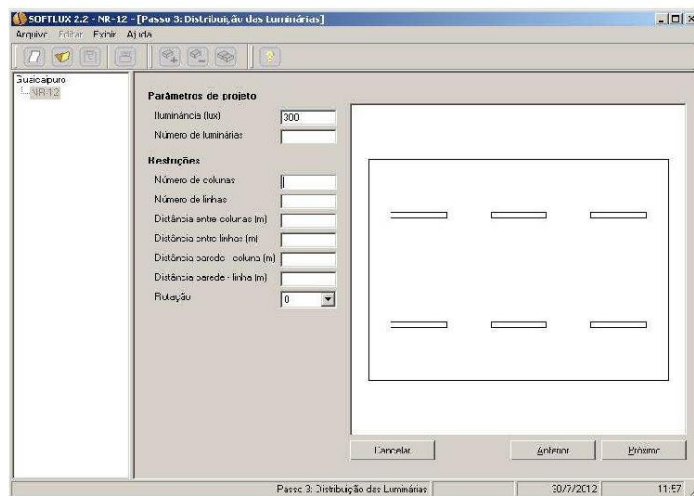 SOFTLUX 2.2 - NR-12 - [Passo 3: Distribuição das Luminárias]
Arquivo Editar Exibir Ajuda
Guaicaipuro
NR-12
Parâmetros de projeto
Iluminância (lux) 300
Número de luminárias
Restrições
Número de colunas
Número de linhas
Distância entre colunas (m)
Distância entre linhas (m)
Distância parede - coluna (m)
Distância parede - linha (m)
Rotação 0
Cancelar Anterior Próximo
Passo 3: Distribuição das Luminárias 30/7/2012 11:57